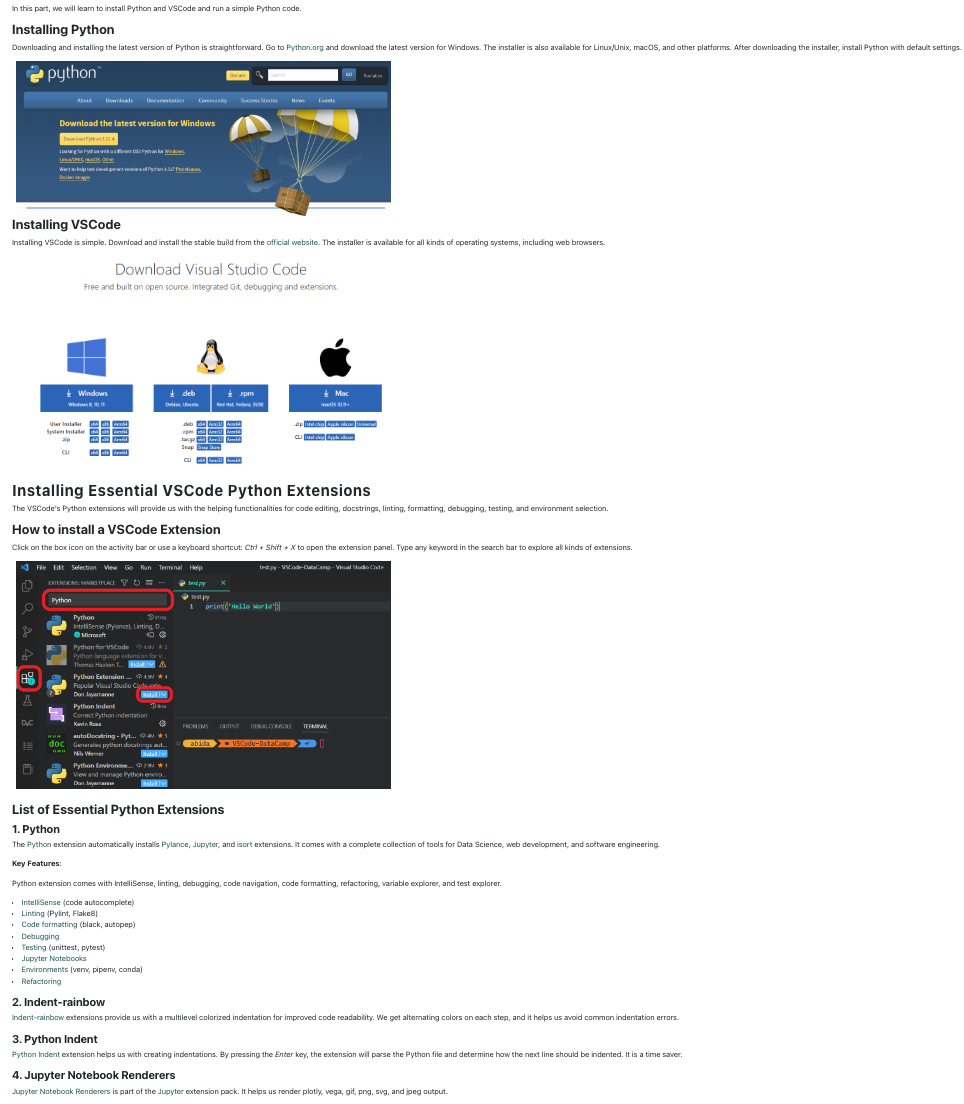 In this part, we will learn to install Python and VSCode and run a simple Python code.
Installing Python
Downloading and installing the latest version of Python is straightforward. Go to Python.org and download the latest version for Windows. The installer is also available for Linux/Unix, macOS, and other platforms. After downloading the installer, install Python with default settings.
python™
Donate Search GO Socialize
About Downloads Documentation Community Success Stories News Events
Download the latest version for Windows
Download Python 3.11.4
Looking for Python with a different OS? Python for Windows,
Linux/UNIX, macOS, Other
Want to help test development versions of Python 3.12? Prereleases,
Docker images
Installing VSCode
Installing VSCode is simple. Download and install the stable build from the official website. The installer is available for all kinds of operating systems, including web browsers.
Download Visual Studio Code
Free and built on open source. Integrated Git, debugging and extensions.
Windows .deb .rpm Mac
Windows 8, 10, 11 Debian, Ubuntu Red Hat, Fedora, SUSE macOS 10.11+
User Installer x64 x86 Arm64 .deb x64 Arm32 Arm64 .zip Intel chip Apple silicon Universal
System Installer x64 x86 Arm64 .rpm x64 Arm32 Arm64 CLI Intel chip Apple silicon
.zip x64 x86 Arm64 .tar.gz x64 Arm32 Arm64
Snap Snap Store
CLI x64 x86 Arm64 CLI x64 Arm32 Arm64
Installing Essential VSCode Python Extensions
The VSCode's Python extensions will provide us with the helping functionalities for code editing, docstrings, linting, formatting, debugging, testing, and environment selection.
How to install a VSCode Extension
Click on the box icon on the activity bar or use a keyboard shortcut: Ctrl + Shift + X to open the extension panel. Type any keyword in the search bar to explore all kinds of extensions.
File Edit Selection View Go Run Terminal Help test.py - VSCode-DataCamp - Visual Studio Code
EXTENSIONS: MARKETPLACE test.py ×
Python
test.py
1 print('Hello World')
Python
IntelliSense (Pylance), Linting, D...
Microsoft
Python for VSCode
Python language extension for v...
Thomas Haakon T... Install
Python Extension ...
Popular Visual Studio Code exte...
Don Jayamanne Install
Python Indent
Correct Python indentation
Kevin Rose
autoDocstring - Pyt...
Generates python docstrings aut...
Nils Werner Install
Python Environme...
View and manage Python enviro...
Don Jayamanne Install
PROBLEMS OUTPUT DEBUG CONSOLE TERMINAL
abida VSCode-DataCamp
List of Essential Python Extensions
1. Python
The Python extension automatically installs Pylance, Jupyter, and isort extensions. It comes with a complete collection of tools for Data Science, web development, and software engineering.
Key Features:
Python extension comes with IntelliSense, linting, debugging, code navigation, code formatting, refactoring, variable explorer, and test explorer.
IntelliSense (code autocomplete)
Linting (Pylint, Flake8)
Code formatting (black, autopep)
Debugging
Testing (unittest, pytest)
Jupyter Notebooks
Environments (venv, pipenv, conda)
Refactoring
2. Indent-rainbow
Indent-rainbow extensions provide us with a multilevel colorized indentation for improved code readability. We get alternating colors on each step, and it helps us avoid common indentation errors.
3. Python Indent
Python Indent extension helps us with creating indentations. By pressing the Enter key, the extension will parse the Python file and determine how the next line should be indented. It is a time saver.
4. Jupyter Notebook Renderers
Jupyter Notebook Renderers is part of the Jupyter extension pack. It helps us render plotly, vega, gif, png, svg, and jpeg output.